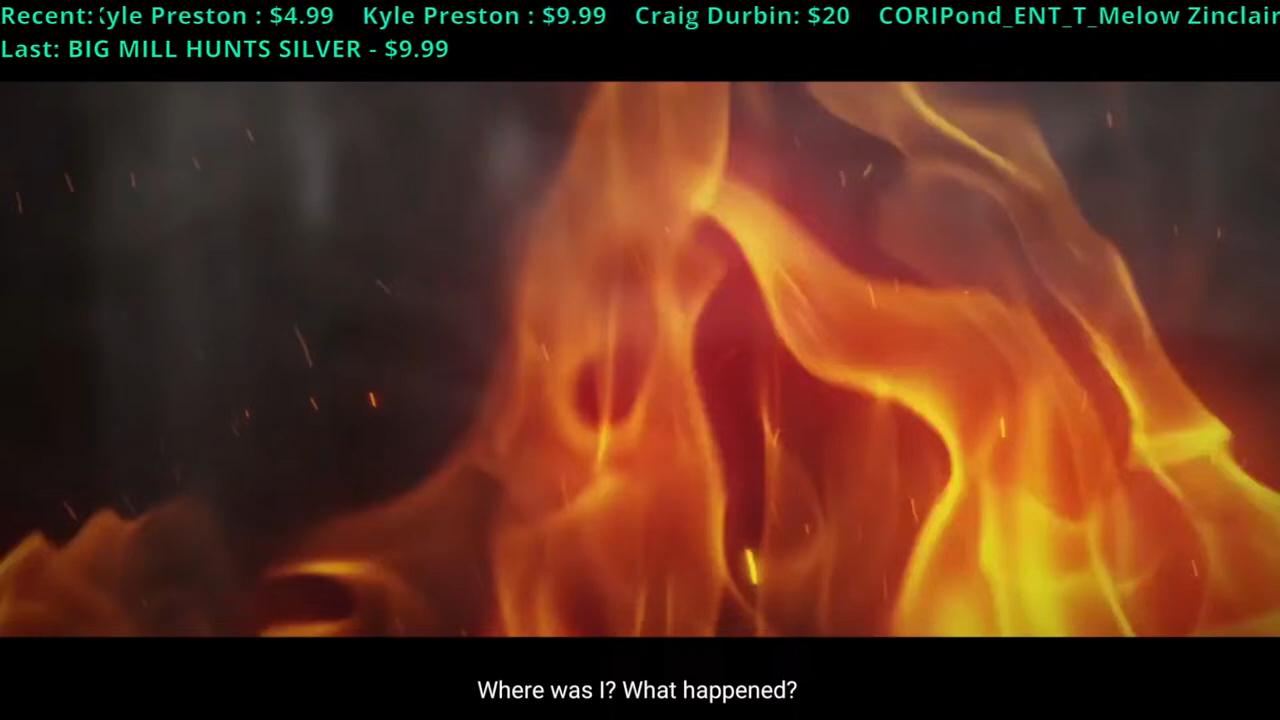 Recent: Kyle Preston : $4.99 Kyle Preston : $9.99 Craig Durbin: $20 CORIPond_ENT_T_Melow Zinclair
Last: BIG MILL HUNTS SILVER - $9.99
Where was I? What happened?